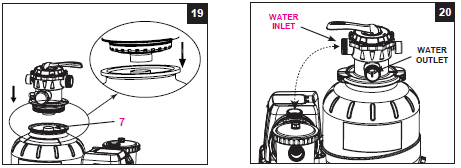 19
7
20
WATER
INLET
WATER
OUTLET